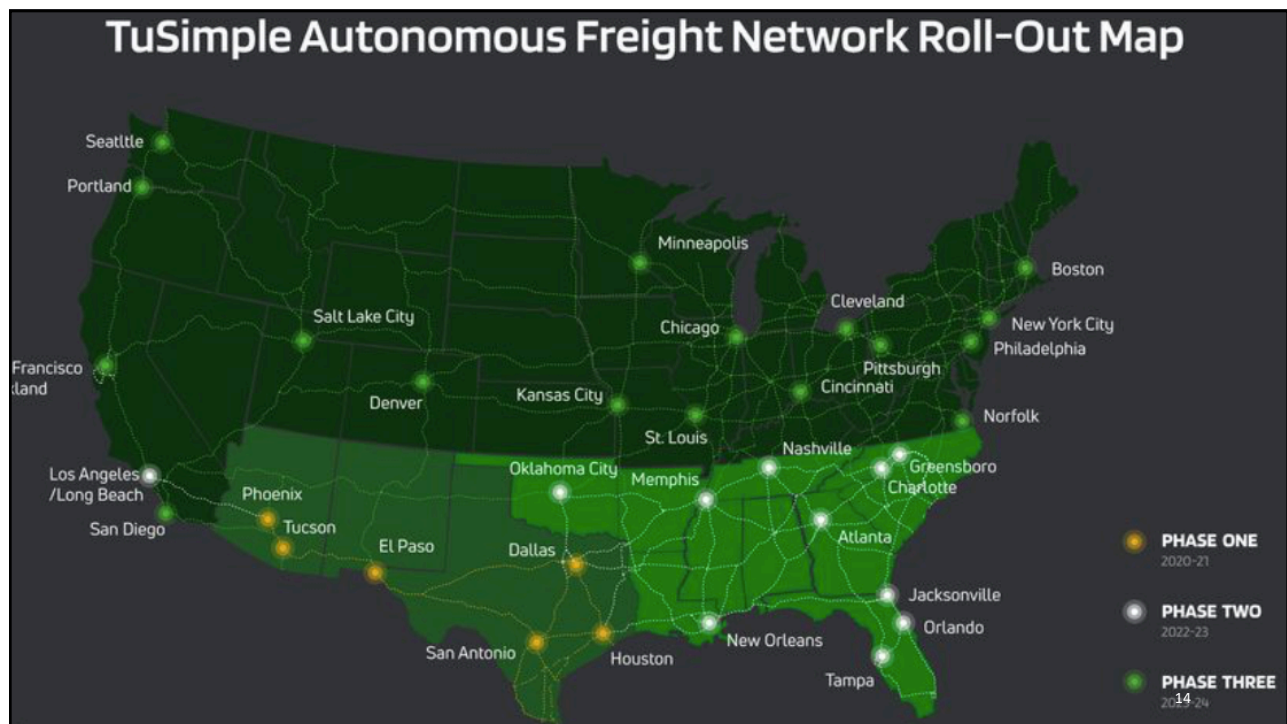 TuSimple Autonomous Freight Network Roll-Out Map
Seatltle
Portland
Minneapolis
Boston
Cleveland
Salt Lake City
Chicago
New York City
Philadelphia
Francisco
kland
Pittsburgh
Cincinnati
Denver
Kansas City
Norfolk
St. Louis
Nashville
Los Angeles
/Long Beach
Oklahoma City
Memphis
Greensboro
Charlotte
Phoenix
San Diego
Tucson
El Paso
Dallas
Atlanta
PHASE ONE
2020-21
Jacksonville
PHASE TWO
2022-23
Orlando
New Orleans
San Antonio
Houston
Tampa
PHASE THREE
14